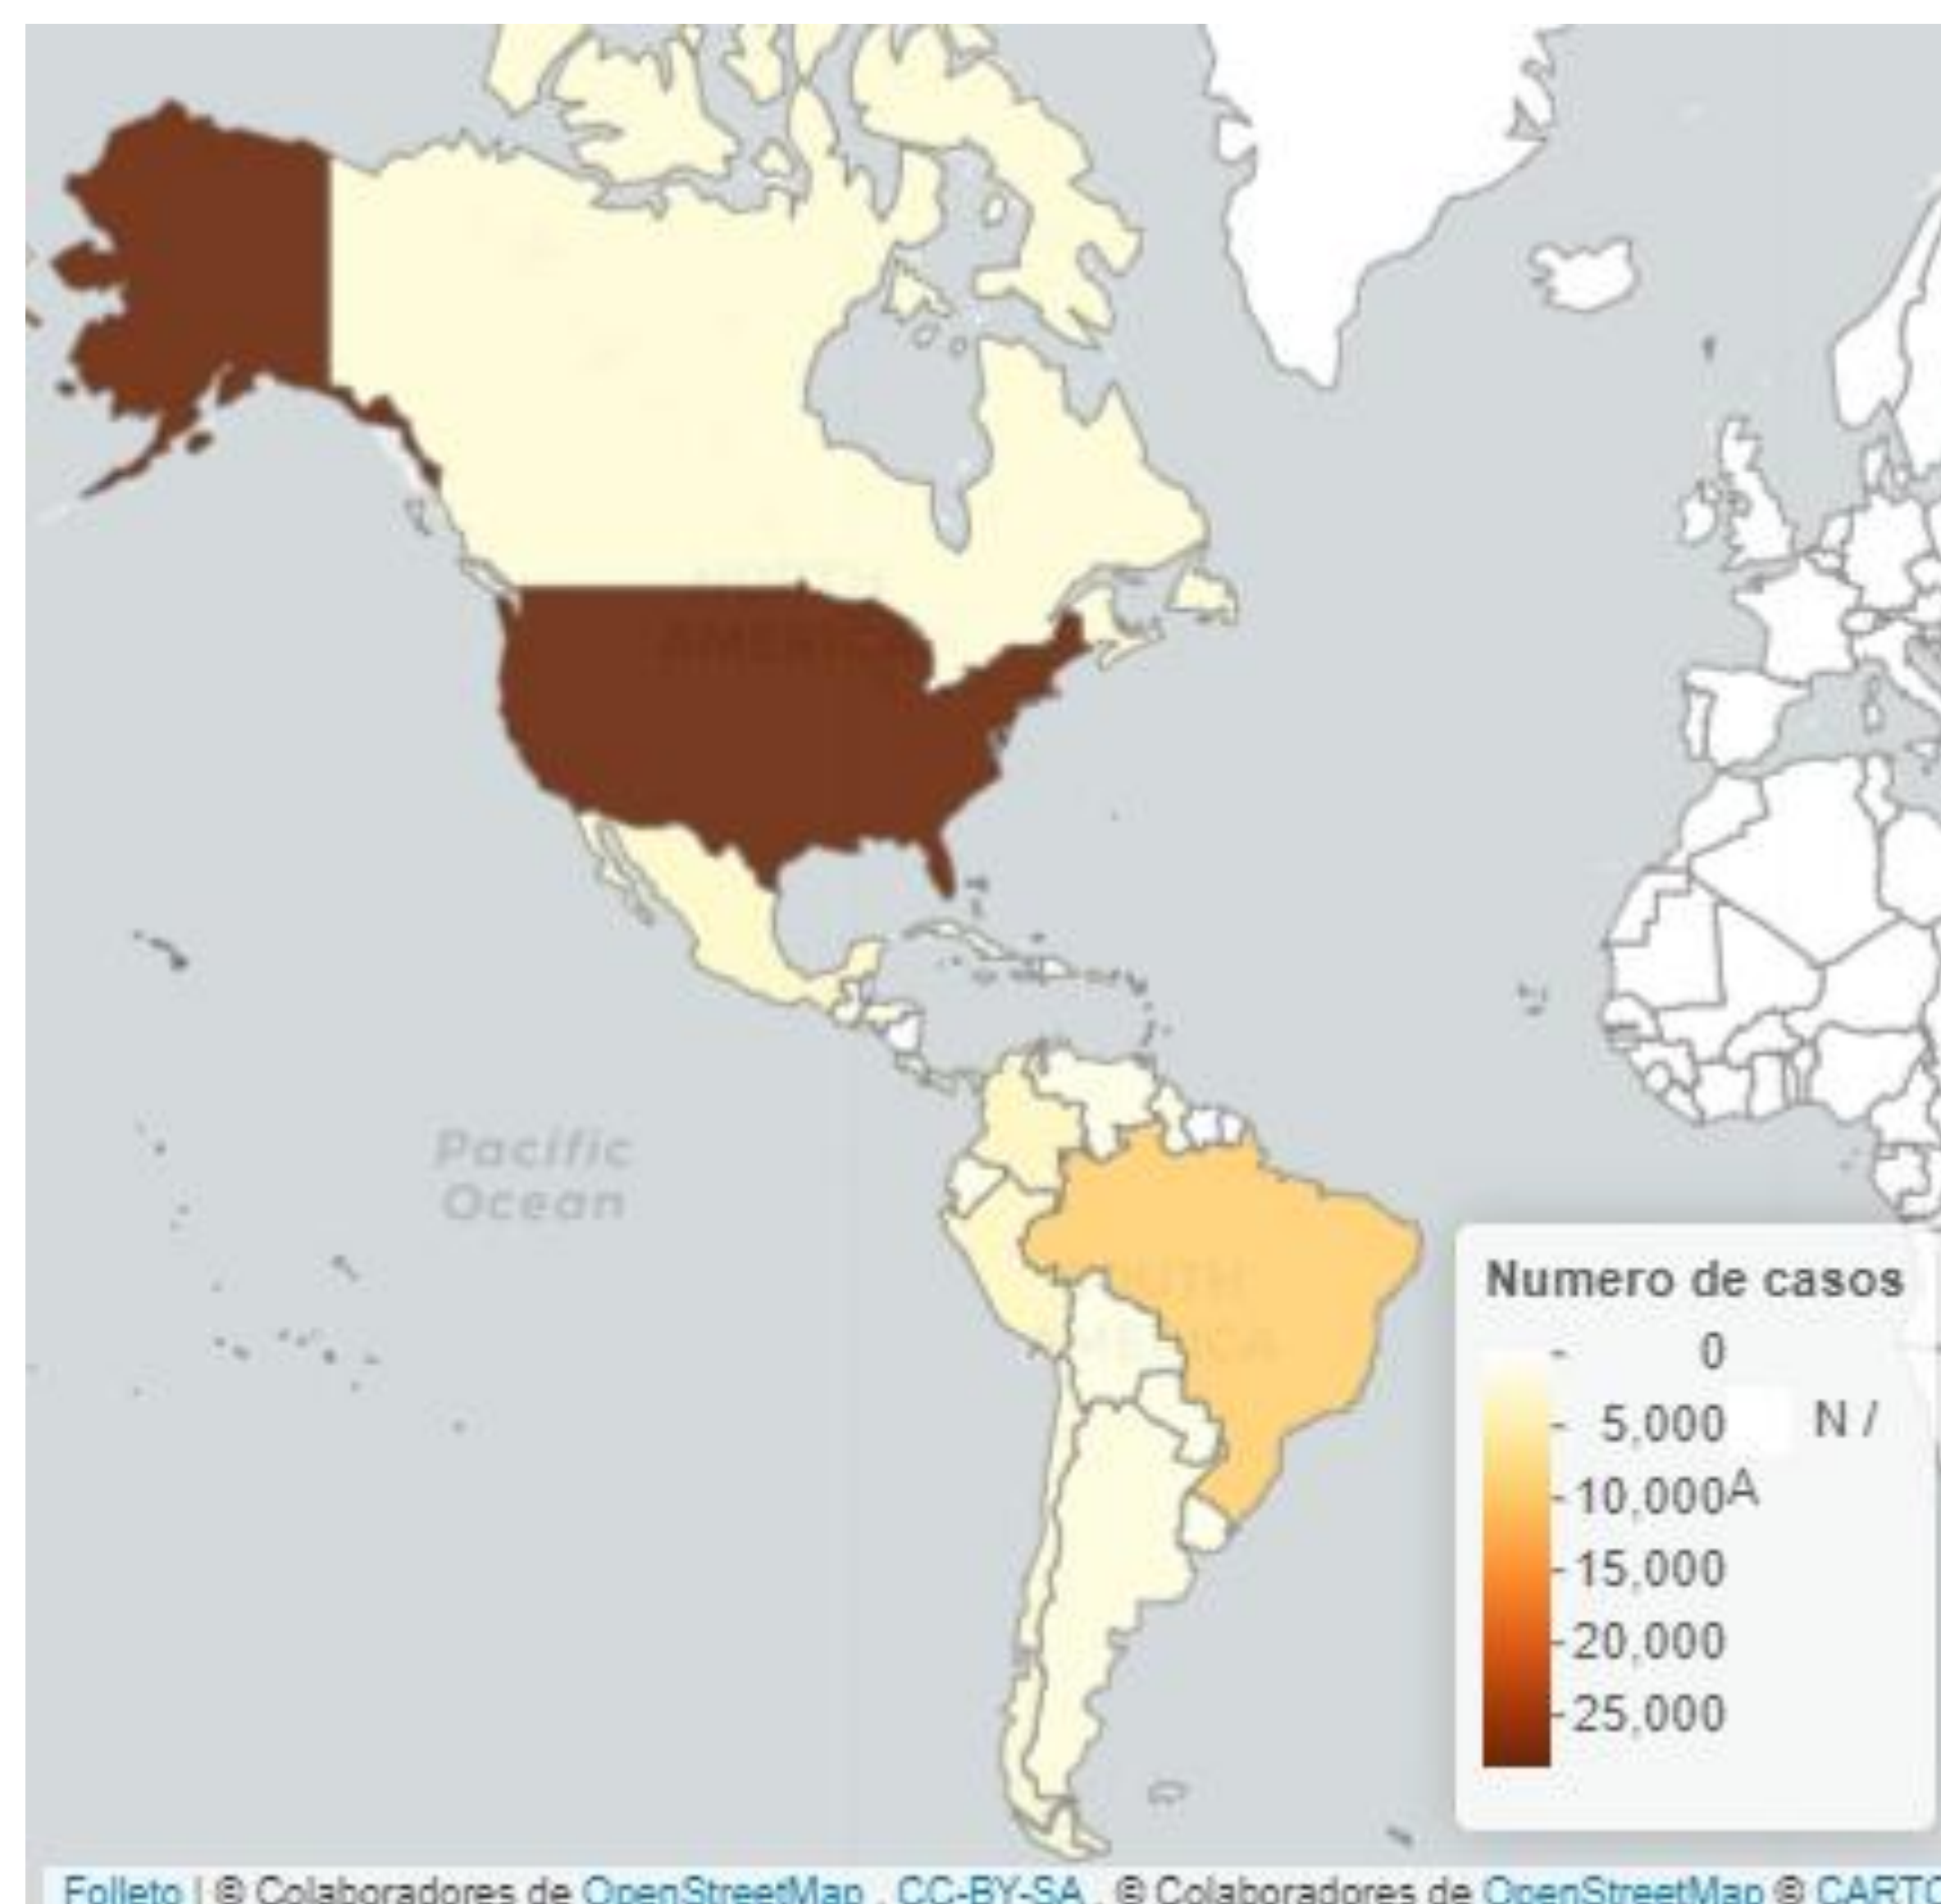 AMERICA
Pacific
Ocean
Numero de casos
0
5,000 N /
10,000A
15,000
20,000
25,000
Folleto | © Colaboradores de OpenStreetMap , CC-BY-SA , © Colaboradores de OpenStreetMap © CARTO